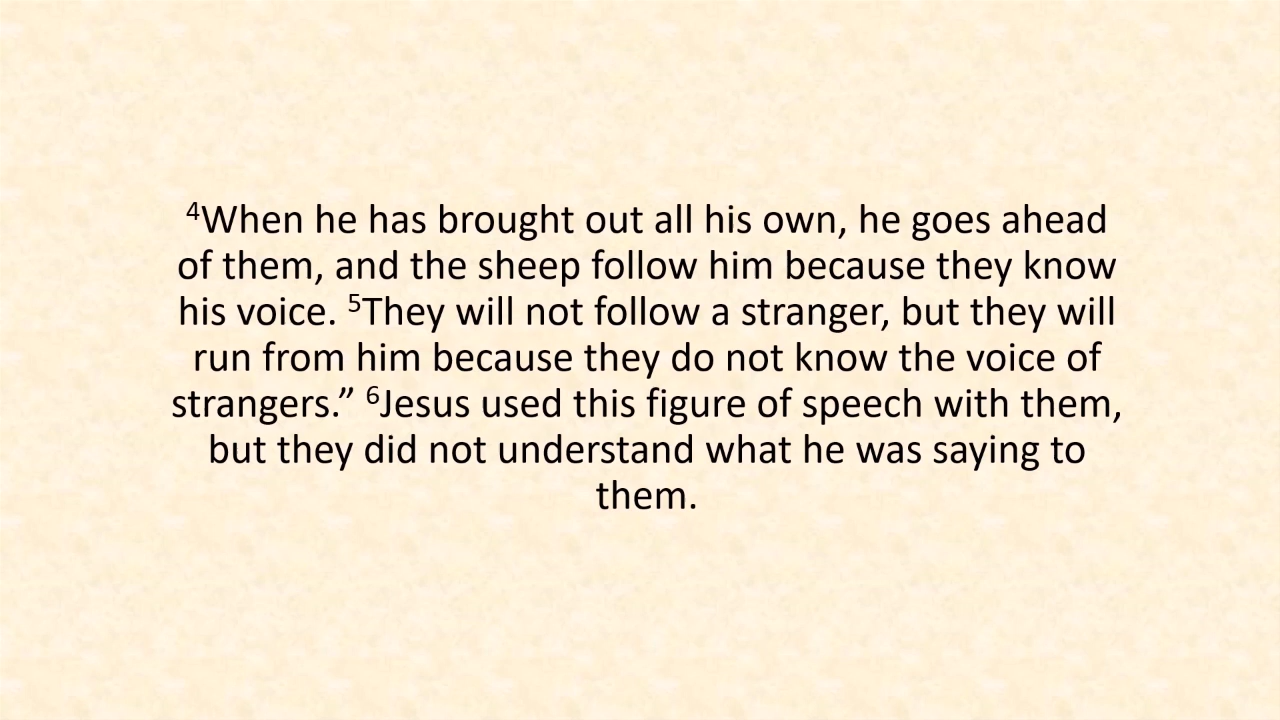 ⁴When he has brought out all his own, he goes ahead
of them, and the sheep follow him because they know
his voice. ⁵They will not follow a stranger, but they will
run from him because they do not know the voice of
strangers.” ⁶Jesus used this figure of speech with them,
but they did not understand what he was saying to
them.